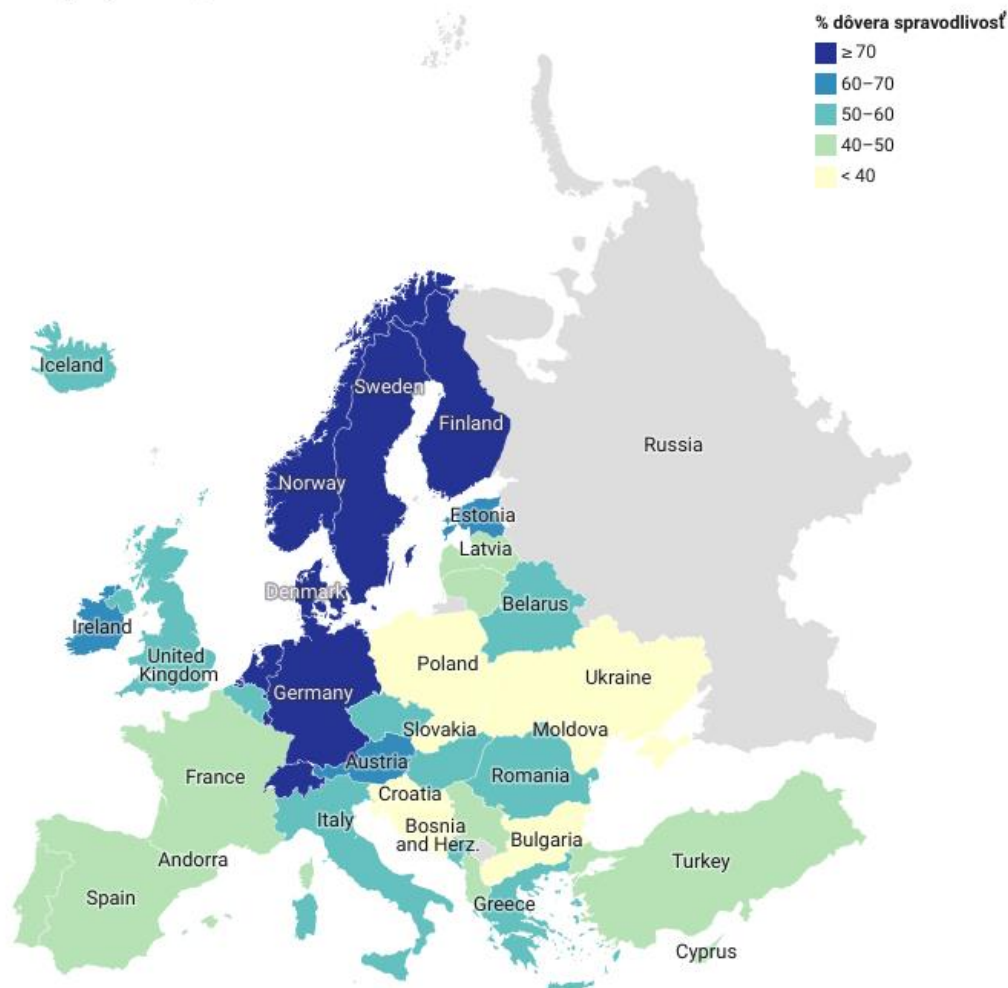 % dôvera spravodlivosť
≥ 70
60–70
50–60
40–50
< 40
Iceland
Sweden
Finland
Norway
Russia
Estonia
Latvia
Denmark
Belarus
Ireland
United
Kingdom
Poland
Ukraine
Germany
Slovakia
Moldova
Austria
France
Romania
Croatia
Italy
Bosnia
and Herz.
Bulgaria
Andorra
Turkey
Spain
Greece
Cyprus